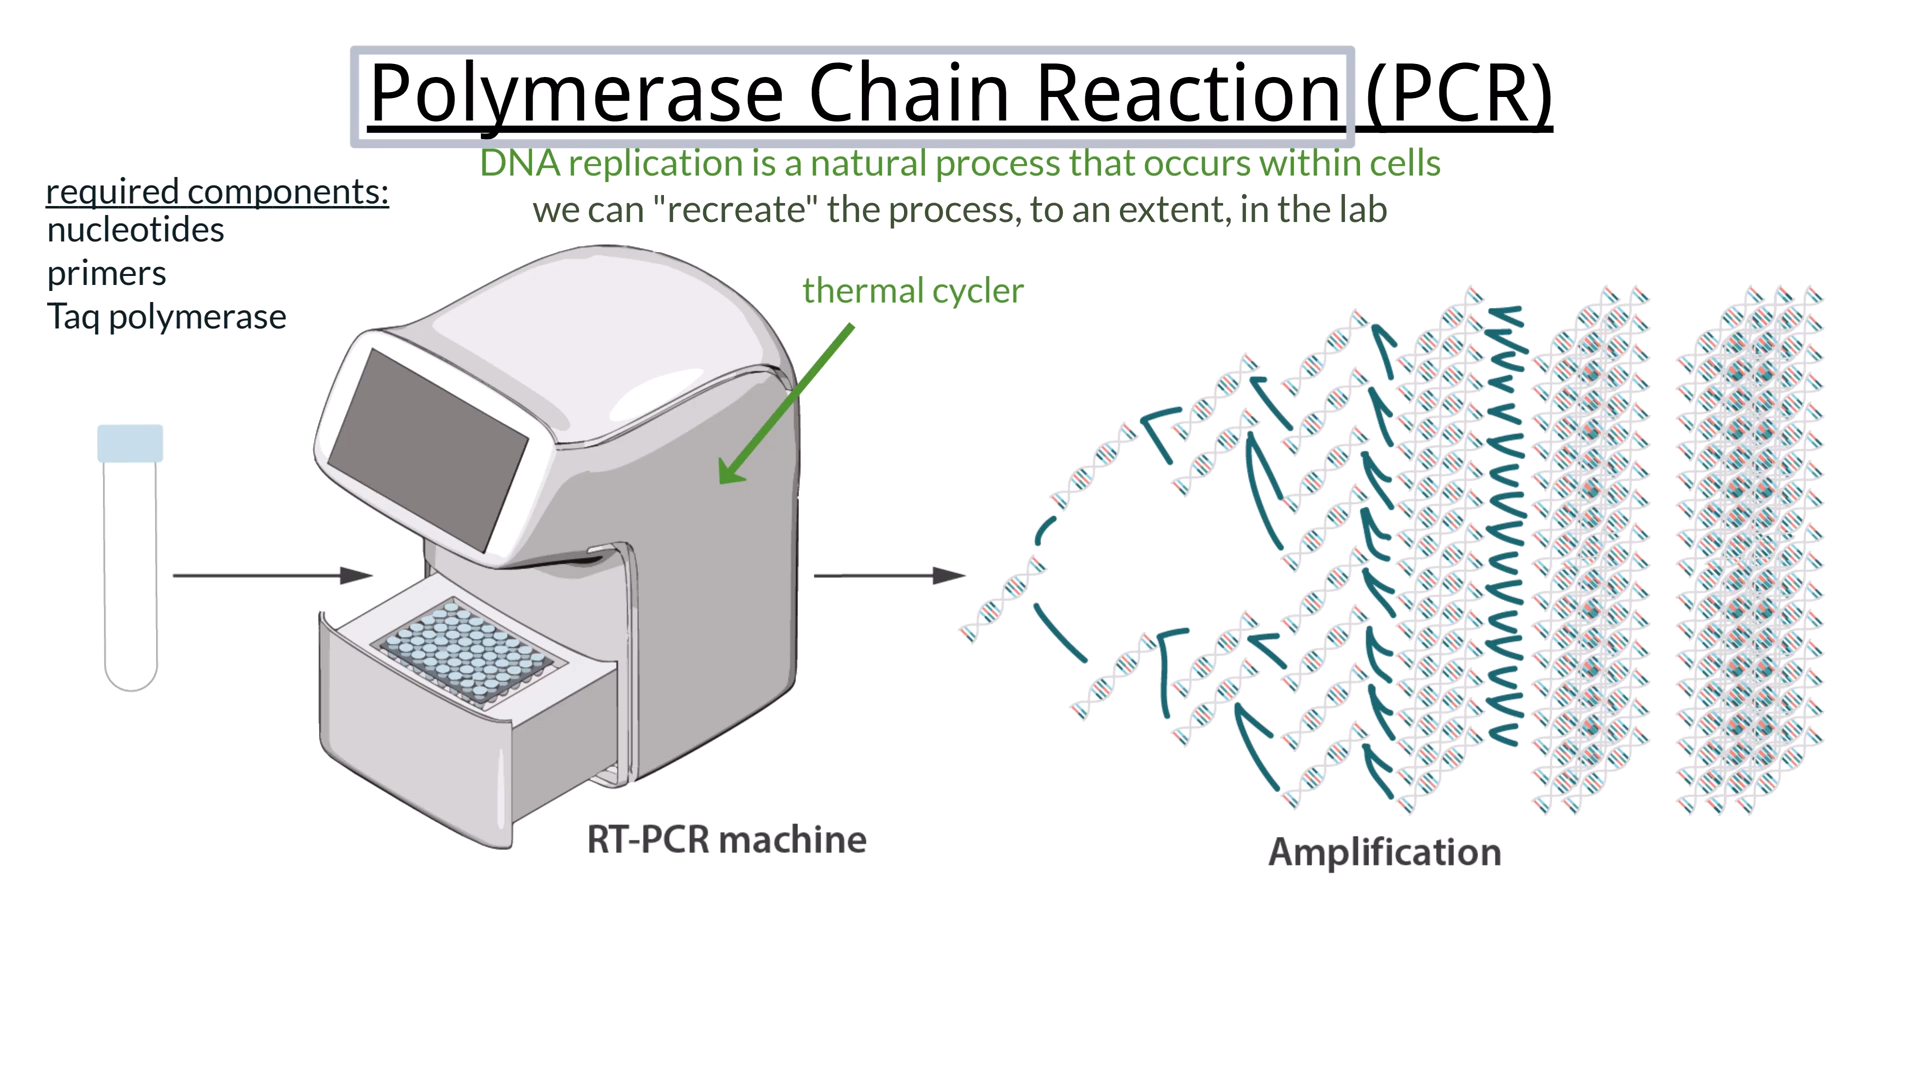 Polymerase Chain Reaction (PCR)
DNA replication is a natural process that occurs within cells
we can "recreate" the process, to an extent, in the lab
required components:
nucleotides
primers
Taq polymerase
thermal cycler
RT-PCR machine
Amplification